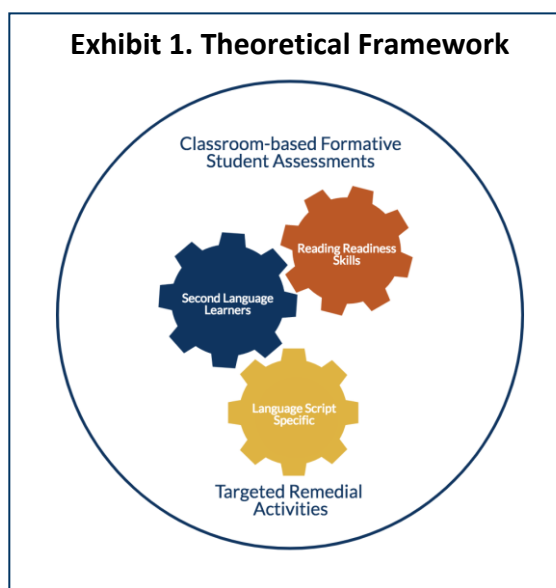 Exhibit 1. Theoretical Framework
Classroom-based Formative
Student Assessments
Reading Readiness
Skills
Second Language
Learners
Language Script
Specific
Targeted Remedial
Activities